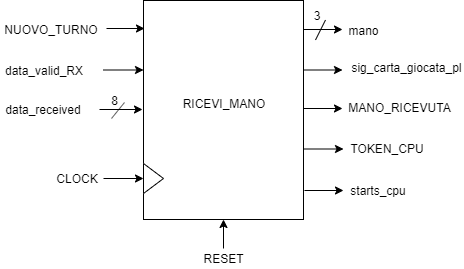 NUOVO_TURNO
data_valid_RX
data_received
8
CLOCK
RICEVI_MANO
3
mano
sig_carta_giocata_pl
MANO_RICEVUTA
TOKEN_CPU
starts_cpu
RESET